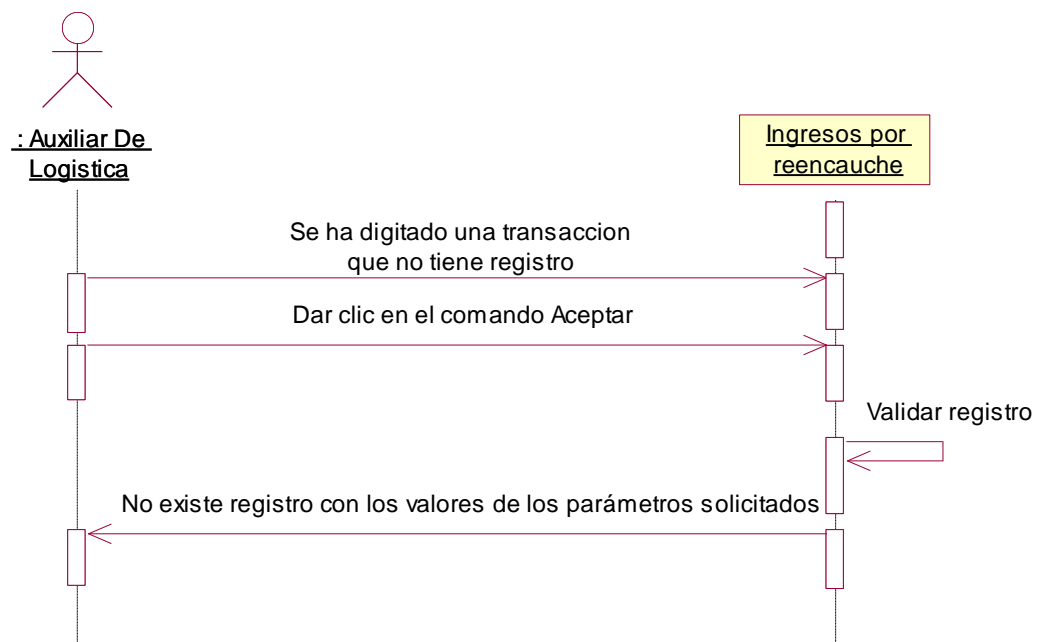 : Auxiliar De
Logistica
Ingresos por
reencauche
Se ha digitado una transaccion
que no tiene registro
Dar clic en el comando Aceptar
Validar registro
No existe registro con los valores de los parámetros solicitados